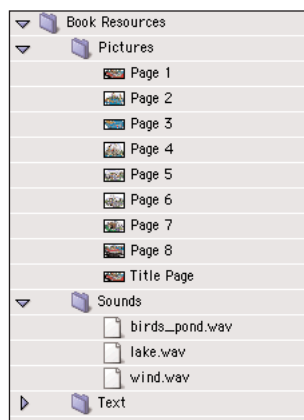 Book Resources
Pictures
Page 1
Page 2
Page 3
Page 4
Page 5
Page 6
Page 7
Page 8
Title Page
Sounds
birds_pond.wav
lake.wav
wind.wav
Text